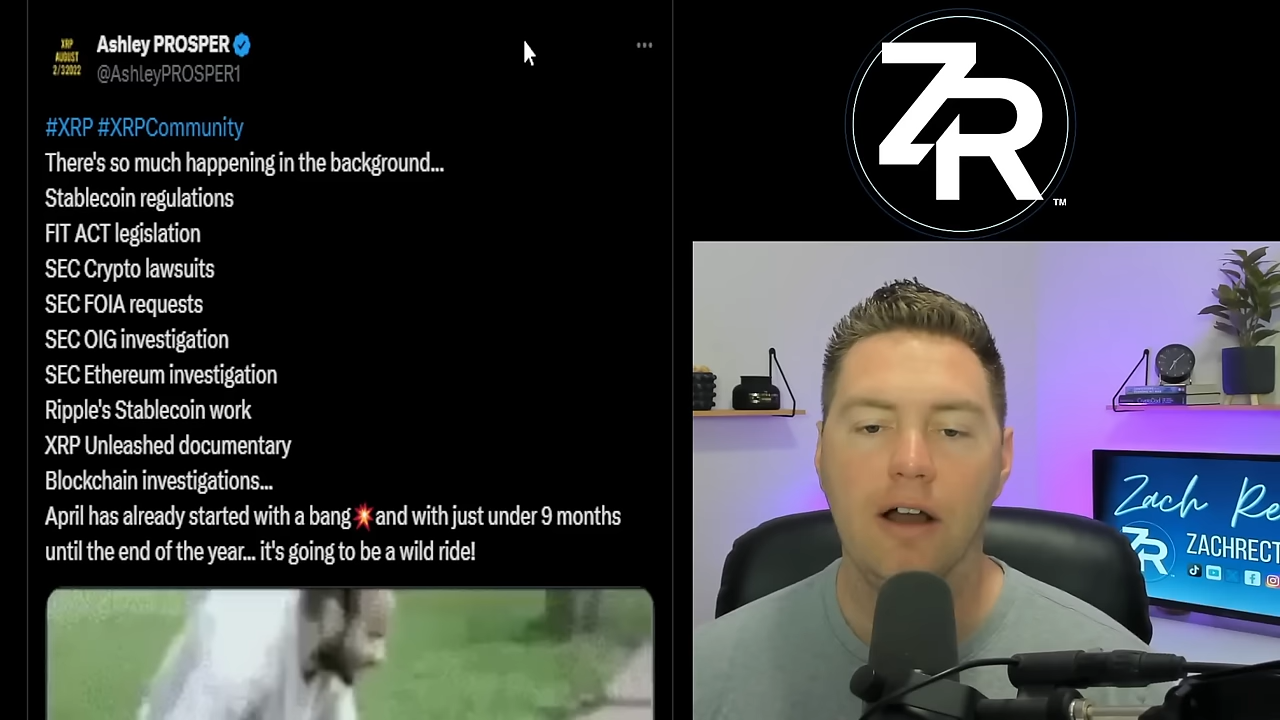 XRP
AUGUST
2/3 2022
Ashley PROSPER
@AshleyPROSPER1
#XRP #XRPCommunity
There's so much happening in the background...
Stablecoin regulations
FIT ACT legislation
SEC Crypto lawsuits
SEC FOIA requests
SEC OIG investigation
SEC Ethereum investigation
Ripple's Stablecoin work
XRP Unleashed documentary
Blockchain investigations...
April has already started with a bang💥and with just under 9 months
until the end of the year... it's going to be a wild ride!
ZR
TM
Zach Re
ZR
ZACHRECT